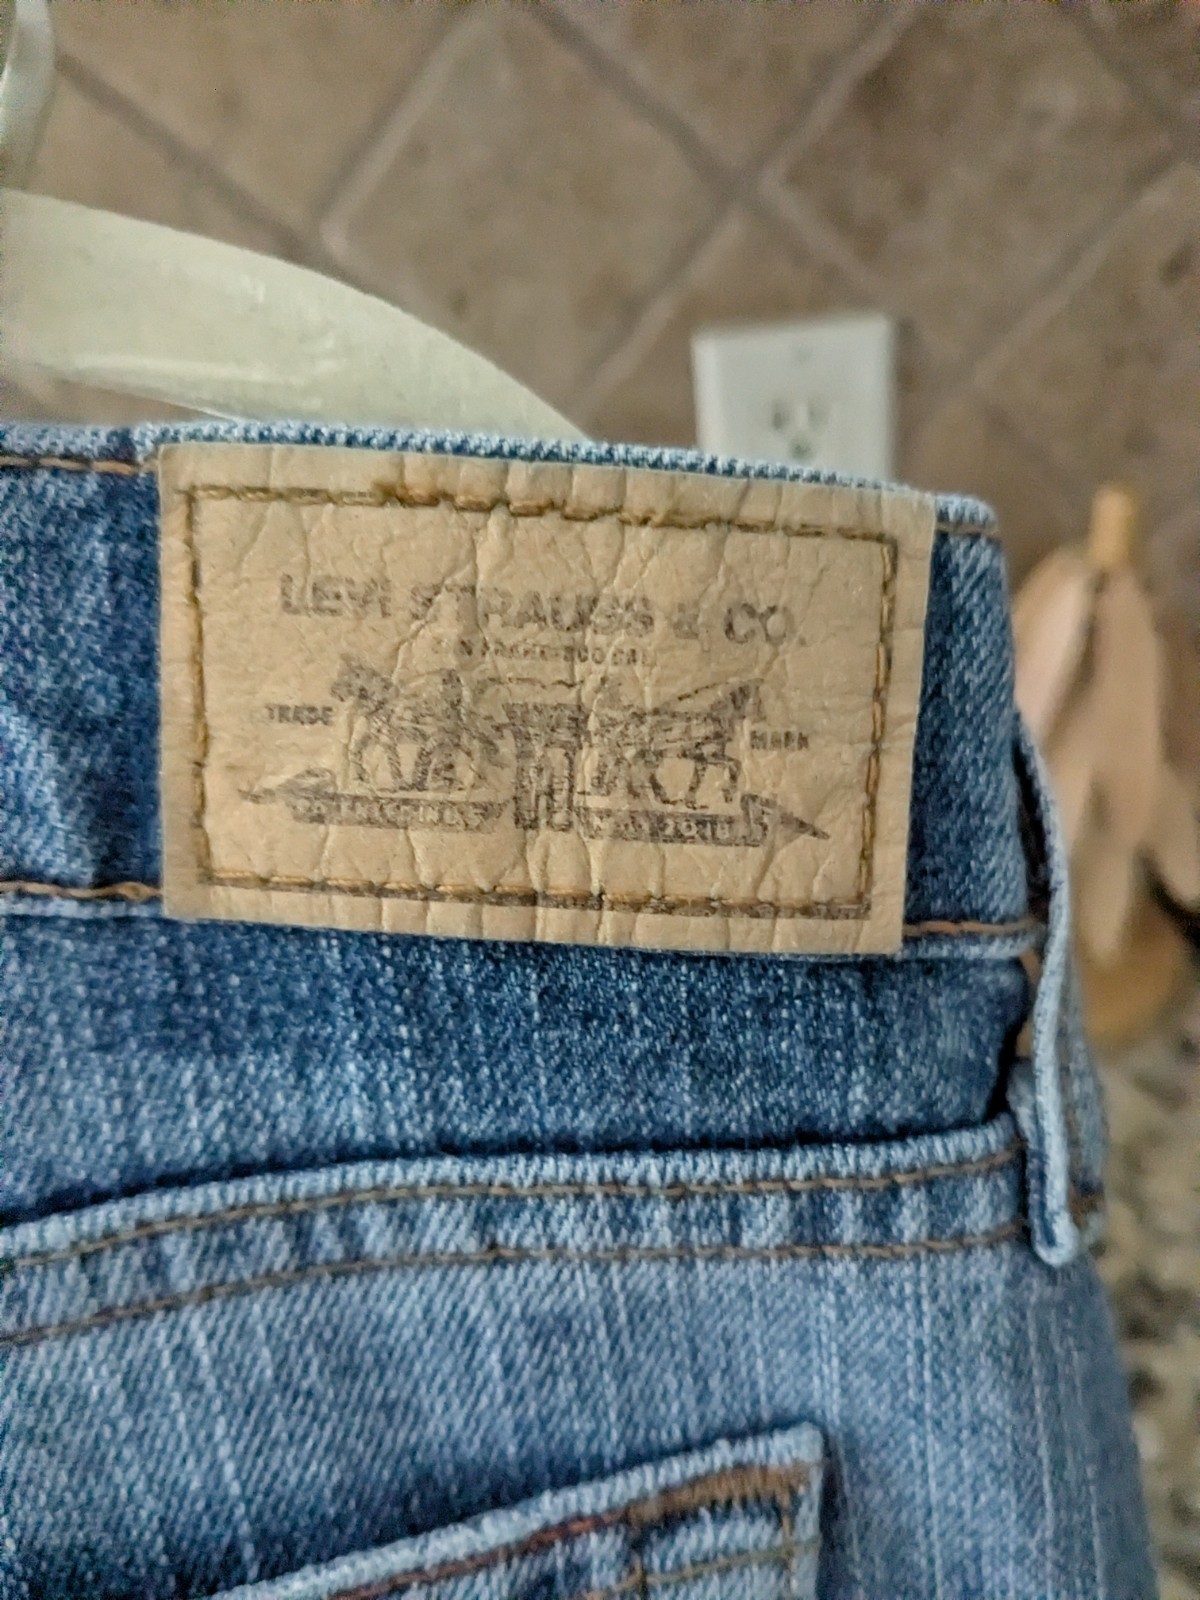 LEVI STRAUSS & CO.
SAN FRANCISCO CAL
TRADE MARK